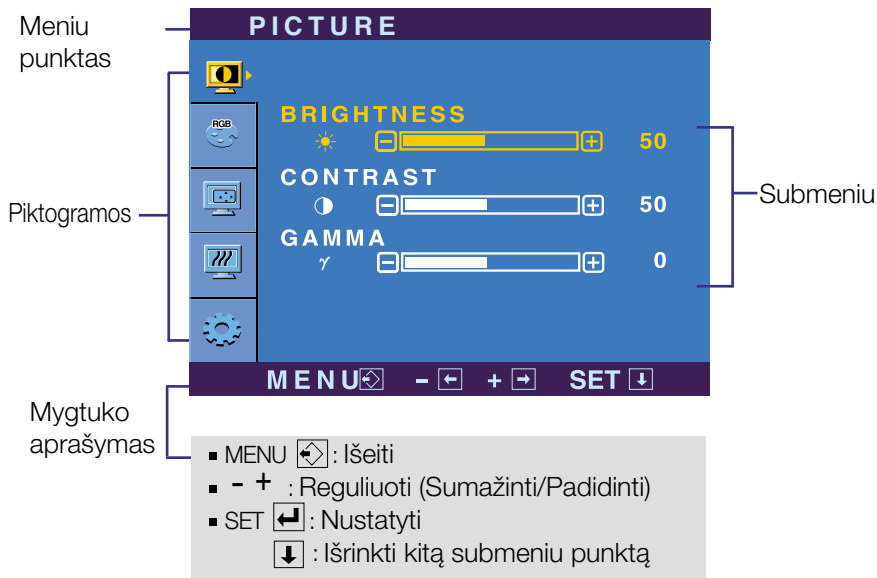 Meniu
punktas
PICTURE
RGB
BRIGHTNESS
50
CONTRAST
50
GAMMA
γ
0
Piktogramos
Submeniu
MENU - + SET
Mygtuko
aprašymas
MENU : Išeiti
- + : Reguliuoti (Sumažinti/Padidinti)
SET : Nustatyti
: Išrinkti kitą submeniu punktą